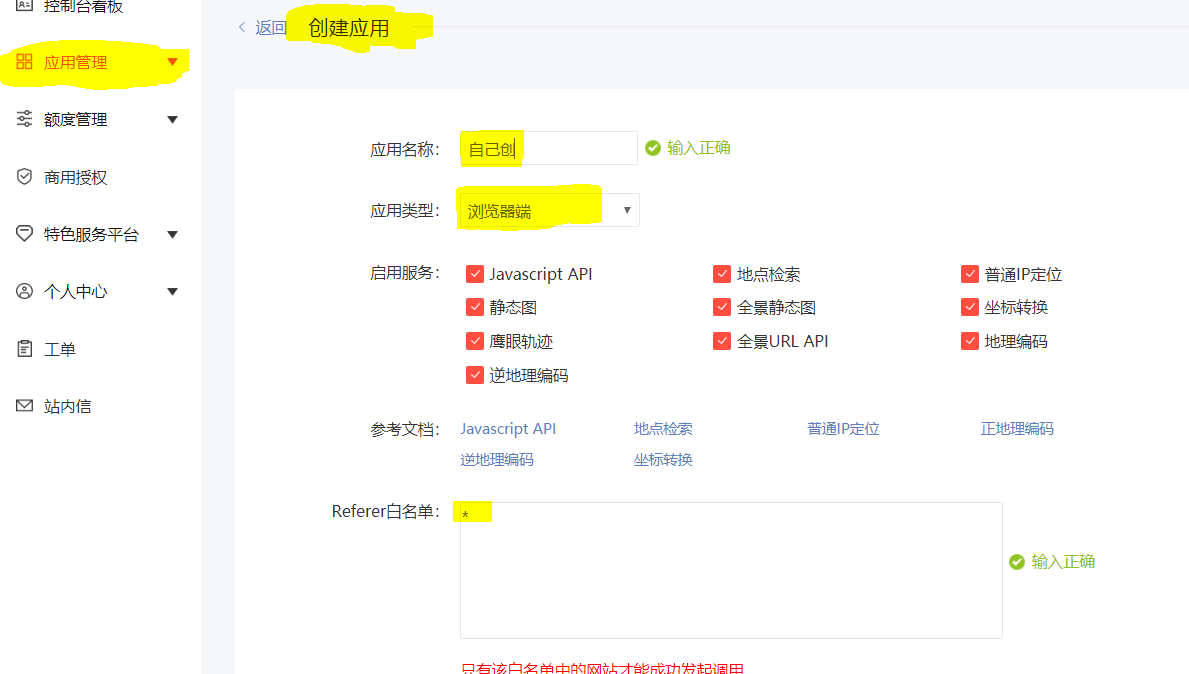 控制台看板
应用管理
额度管理
商用授权
特色服务平台
个人中心
工单
站内信
< 返回 创建应用
应用名称： 自己创 输入正确
应用类型： 浏览器端
启用服务： Javascript API 地点检索 普通IP定位
静态图 全景静态图 坐标转换
鹰眼轨迹 全景URL API 地理编码
逆地理编码
参考文档： Javascript API 地点检索 普通IP定位 正地理编码
逆地理编码 坐标转换
Referer白名单： *
输入正确
只有该白名单中的网站才能成功发起调用